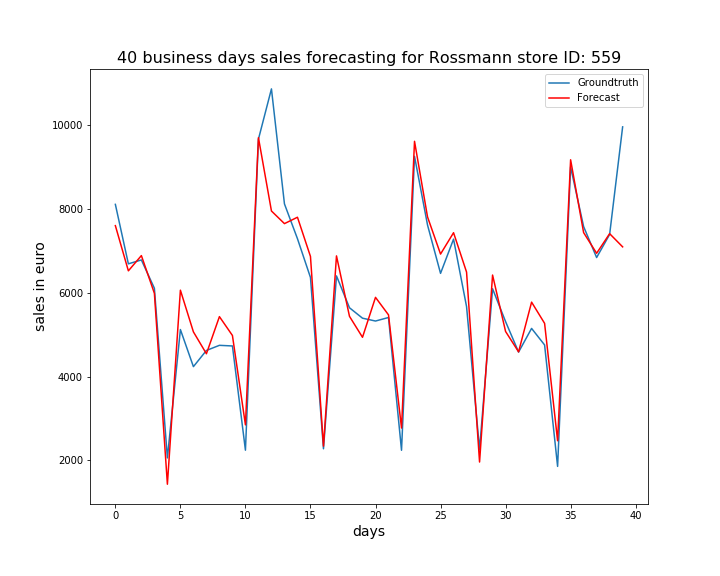 40 business days sales forecasting for Rossmann store ID: 559
Groundtruth
Forecast
sales in euro
10000
8000
6000
4000
2000
0 5 10 15 20 25 30 35 40
days